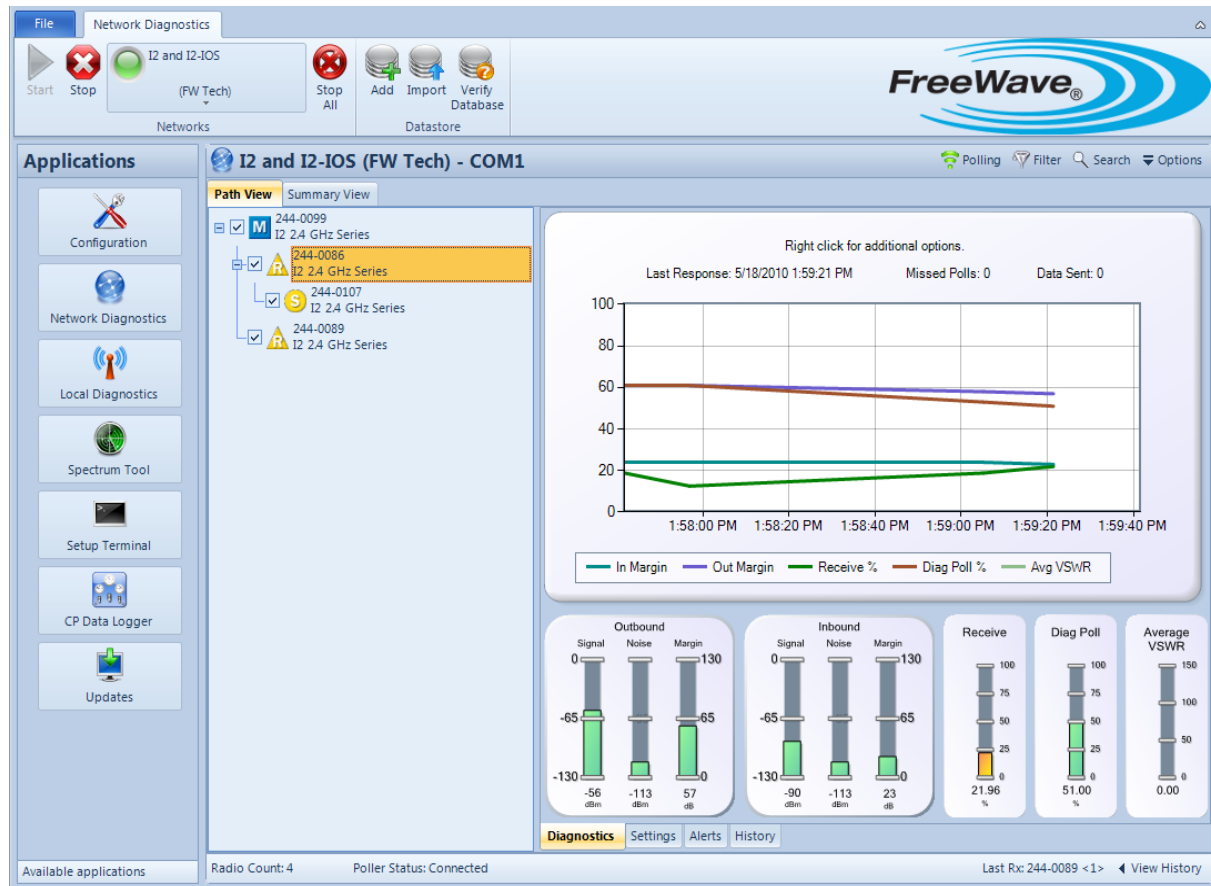 File
Network Diagnostics
Start
Stop
I2 and I2-IOS
(FW Tech)
Stop All
Add
Import
Verify Database
Networks
Datastore
FreeWave®
Applications
Configuration
Network Diagnostics
Local Diagnostics
Spectrum Tool
Setup Terminal
CP Data Logger
Updates
Available applications
I2 and I2-IOS (FW Tech) - COM1
Polling
Filter
Search
Options
Path View
Summary View
M
244-0099
I2 2.4 GHz Series
R
244-0086
I2 2.4 GHz Series
S
244-0107
I2 2.4 GHz Series
R
244-0089
I2 2.4 GHz Series
Right click for additional options.
Last Response: 5/18/2010 1:59:21 PM Missed Polls: 0 Data Sent: 0
100
80
60
40
20
0
1:58:00 PM 1:58:20 PM 1:58:40 PM 1:59:00 PM 1:59:20 PM 1:59:40 PM
In Margin Out Margin Receive % Diag Poll % Avg VSWR
Outbound
Signal Noise Margin
0 130
-65 65
-130 0
-56 -113 57
dBm dBm dB
Inbound
Signal Noise Margin
0 130
-65 65
-130 0
-90 -113 23
dBm dBm dB
Receive
100
75
50
25
0
21.96
%
Diag Poll
100
75
50
25
0
51.00
%
Average
VSWR
150
100
50
0
0.00
Diagnostics
Settings
Alerts
History
Radio Count: 4
Poller Status: Connected
Last Rx: 244-0089 <1>
View History